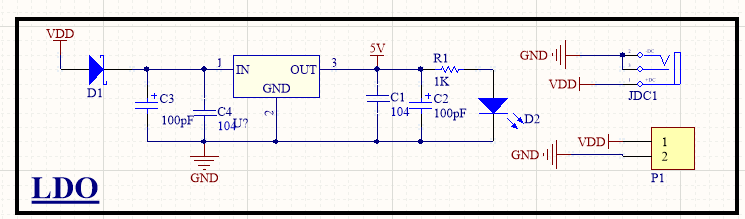 VDD
D1
C3
100pF
C4
104
U?
1
IN
OUT
3
GND
2
GND
5V
C1
104
R1
1K
C2
100pF
D2
GND
VDD
JDC1
VDD
GND
1
2
P1
LDO